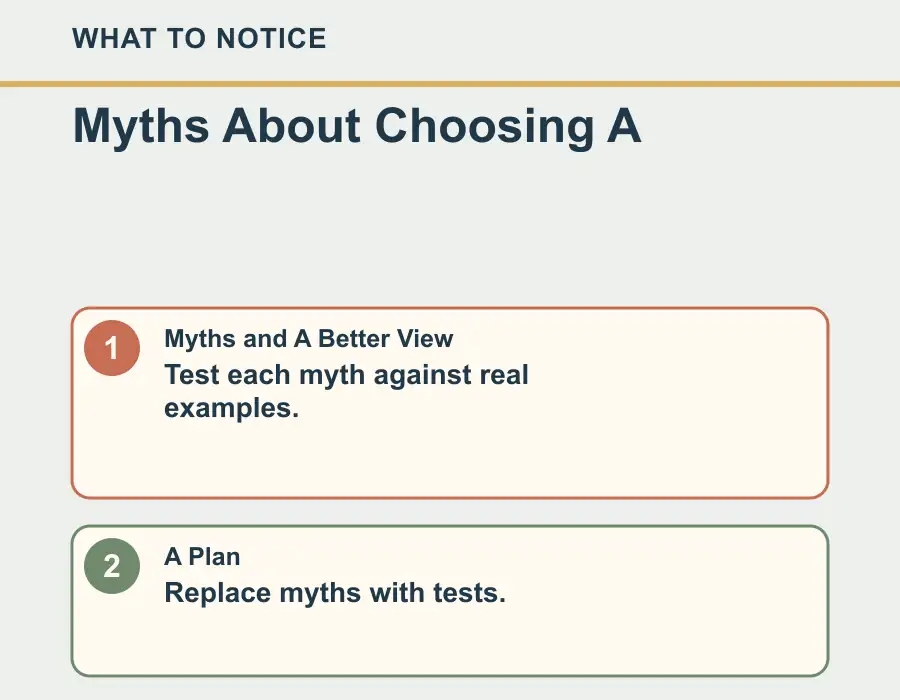 WHAT TO NOTICE
Myths About Choosing A
1
Myths and A Better View
Test each myth against real
examples.
2
A Plan
Replace myths with tests.